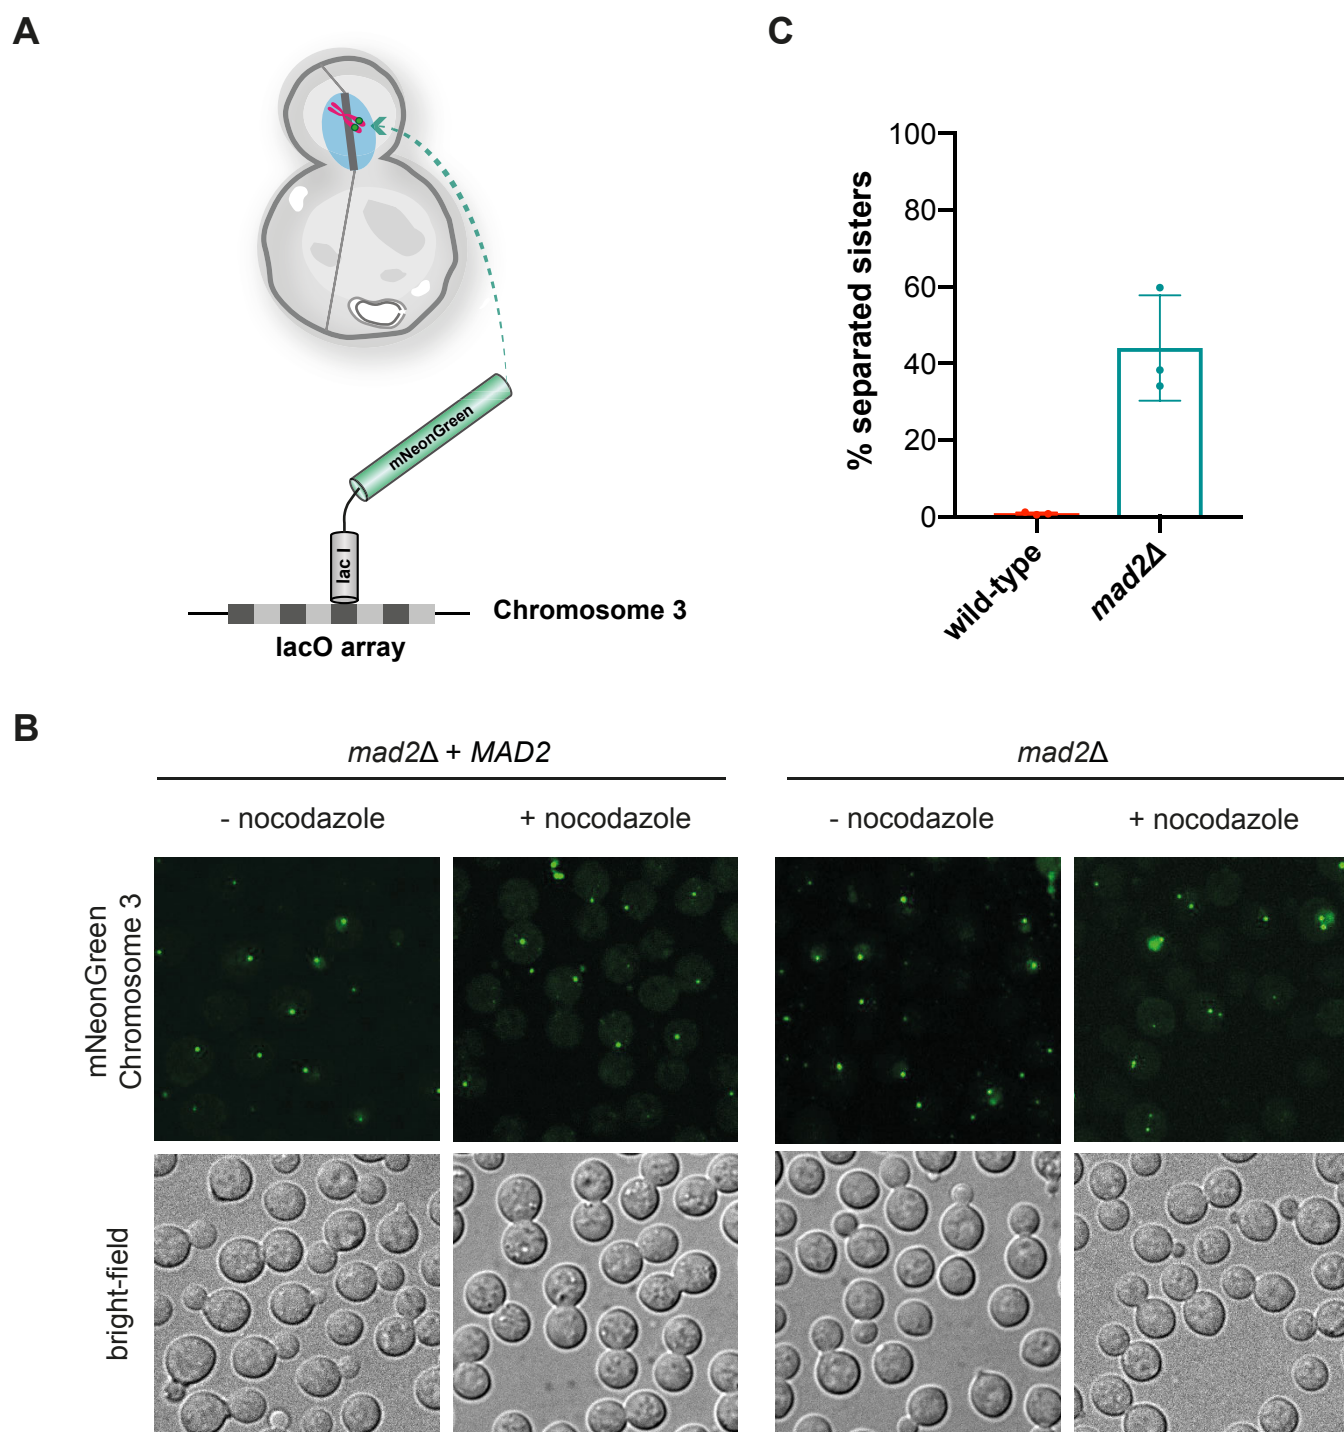 A
mNeonGreen
lac I
Chromosome 3
lacO array
C
100
80
60
40
20
0
% separated sisters
wild-type
mad2Δ
B
mad2Δ + MAD2
mad2Δ
- nocodazole
+ nocodazole
- nocodazole
+ nocodazole
mNeonGreen
Chromosome 3
bright-field